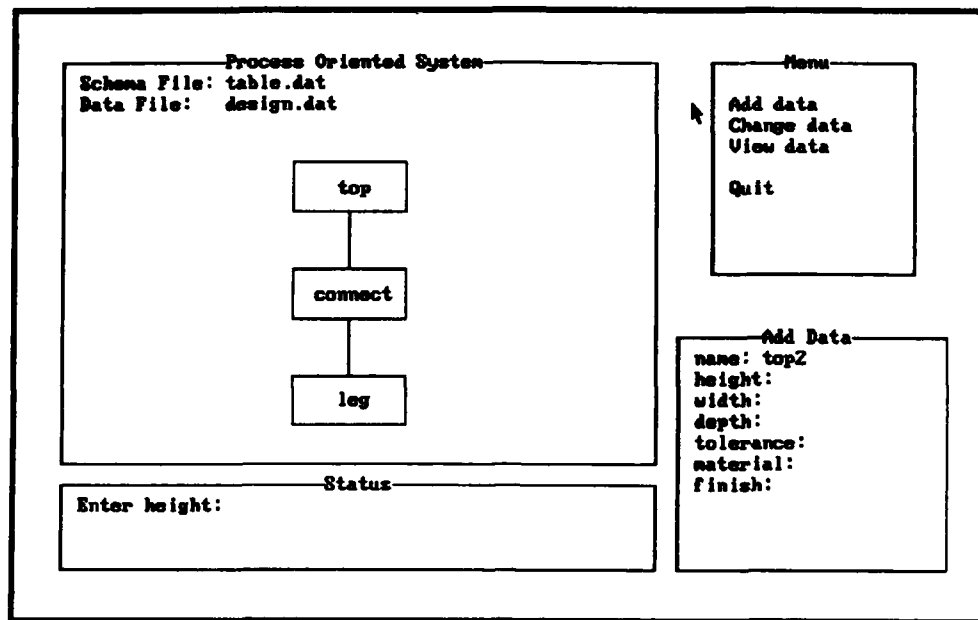 Process Oriented System
Schema File: table.dat
Data File: design.dat
top
connect
leg
Status
Enter height:
Menu
Add data
Change data
View data
Quit
Add Data
name: top2
height:
width:
depth:
tolerance:
material:
finish: